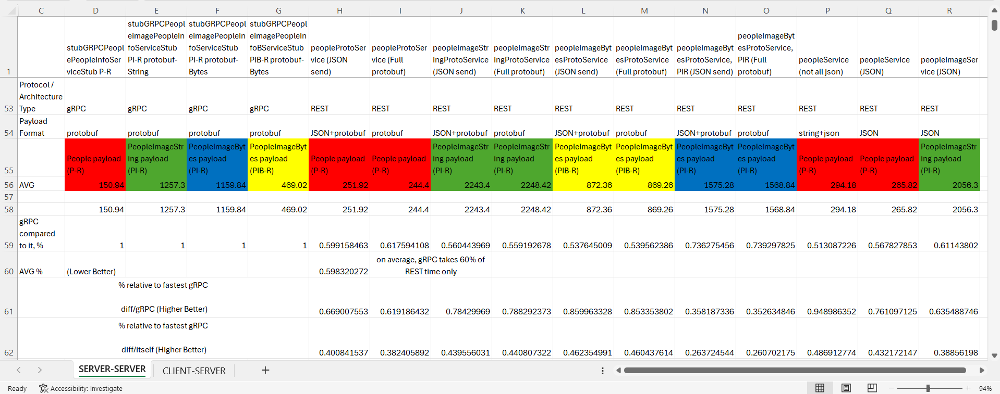 C D E F G H I J K L M N O P Q R
1
stubGRPCPeopl
ePeopleInfoSer
viceStub P-R
stubGRPCPeopl
eimagePeopleIn
foServiceStub
PI-R protobuf-
String
stubGRPCPeopl
eimagePeopleIn
foServiceStub
PI-R protobuf-
Bytes
stubGRPCPeopl
eimagePeopleIn
foBServiceStub
PIB-R protobuf-
Bytes
peopleProtoSer
vice (JSON
send)
peopleProtoSer
vice (Full
protobuf)
peopleImageStr
ingProtoService
(JSON send)
peopleImageStr
ingProtoService
(Full protobuf)
peopleImageByt
esProtoService
(JSON send)
peopleImageByt
esProtoService
(Full protobuf)
peopleImageByt
esProtoService,
PIR (JSON send)
peopleImageByt
esProtoService,
PIR (Full
protobuf)
peopleService
(not all json)
peopleService
(JSON)
peopleImageSer
vice (JSON)
53
Protocol /
Architecture
Type
gRPC gRPC gRPC gRPC REST REST REST REST REST REST REST REST REST REST REST
54
Payload
Format
protobuf protobuf protobuf protobuf JSON+protobuf protobuf JSON+protobuf protobuf JSON+protobuf protobuf JSON+protobuf protobuf string+json JSON JSON
55
People payload
(P-R)
PeopleImageStr
ing payload
(PI-R)
PeopleImageByt
es payload
(PI-R)
PeopleImageByt
es payload
(PIB-R)
People payload
(P-R)
People payload
(P-R)
PeopleImageStr
ing payload
(PI-R)
PeopleImageStr
ing payload
(PI-R)
PeopleImageByt
es payload
(PIB-R)
PeopleImageByt
es payload
(PIB-R)
PeopleImageByt
es payload
(PI-R)
PeopleImageByt
es payload
(PI-R)
People payload
(P-R)
People payload
(P-R)
PeopleImageStr
ing payload
(PI-R)
56 AVG 150.94 1257.3 1159.84 469.02 251.92 244.4 2243.4 2248.42 872.36 869.26 1575.28 1568.84 294.18 265.82 2056.3
57
58 150.94 1257.3 1159.84 469.02 251.92 244.4 2243.4 2248.42 872.36 869.26 1575.28 1568.84 294.18 265.82 2056.3
59
gRPC
compared
to it, %
1 1 1 1 0.599158463 0.617594108 0.560443969 0.559192678 0.537645009 0.539562386 0.736275456 0.739297825 0.513087226 0.567827853 0.61143802
60 AVG % (Lower Better) 0.598320272
on average, gRPC takes 60% of
REST time only
61
% relative to fastest gRPC
diff/gRPC (Higher Better)
0.669007553 0.619186432 0.78429969 0.788292373 0.859963328 0.853353802 0.358187336 0.352634846 0.948986352 0.761097125 0.635488746
62
% relative to fastest gRPC
diff/itself (Higher Better)
0.400841537 0.382405892 0.439556031 0.440807322 0.462354991 0.460437614 0.263724544 0.260702175 0.486912774 0.432172147 0.38856198
SERVER-SERVER CLIENT-SERVER +
Ready Accessibility: Investigate
94%